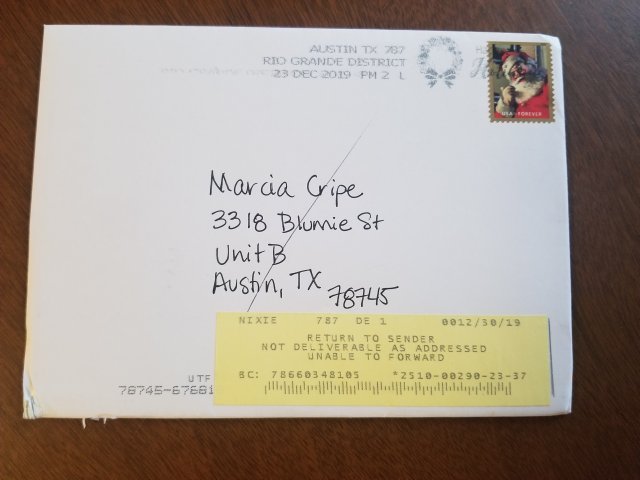 AUSTIN TX 787
RIO GRANDE DISTRICT
23 DEC 2019 PM 2 L
USA FOREVER
Marcia Cripe
3318 Blumie St
Unit B
Austin, TX
78745
NIXIE 787 DE 1 0012/30/19
RETURN TO SENDER
NOT DELIVERABLE AS ADDRESSED
UNABLE TO FORWARD
BC: 78660348105 *2510-00290-23-37
UTF